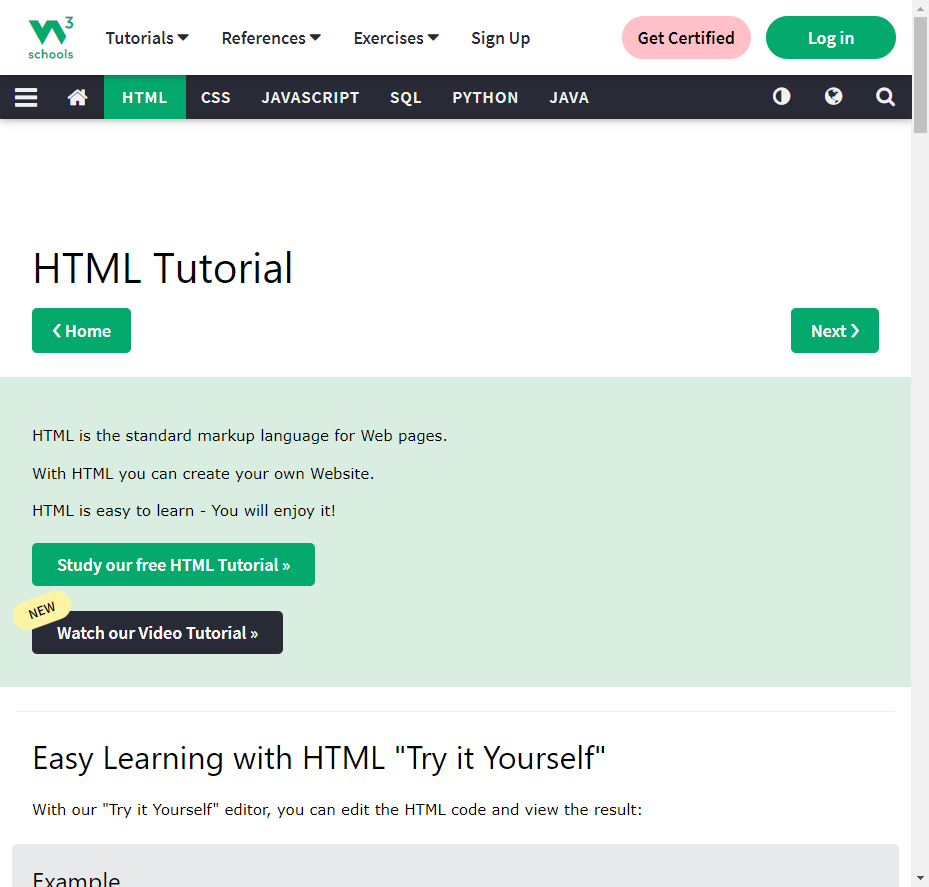 3
schools
Tutorials References Exercises Sign Up Get Certified Log in
HTML CSS JAVASCRIPT SQL PYTHON JAVA
HTML Tutorial
❮ Home Next ❯
HTML is the standard markup language for Web pages.
With HTML you can create your own Website.
HTML is easy to learn - You will enjoy it!
Study our free HTML Tutorial »
NEW
Watch our Video Tutorial »
Easy Learning with HTML "Try it Yourself"
With our "Try it Yourself" editor, you can edit the HTML code and view the result:
Example